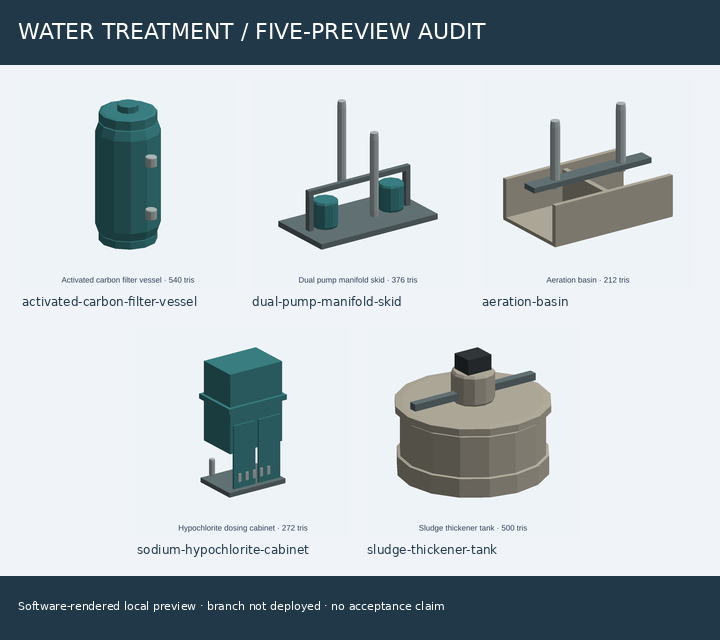 WATER TREATMENT / FIVE-PREVIEW AUDIT
Activated carbon filter vessel · 540 tris
Dual pump manifold skid · 376 tris
Aeration basin · 212 tris
activated-carbon-filter-vessel
dual-pump-manifold-skid
aeration-basin
Hypochlorite dosing cabinet · 272 tris
Sludge thickener tank · 500 tris
sodium-hypochlorite-cabinet
sludge-thickener-tank
Software-rendered local preview · branch not deployed · no acceptance claim